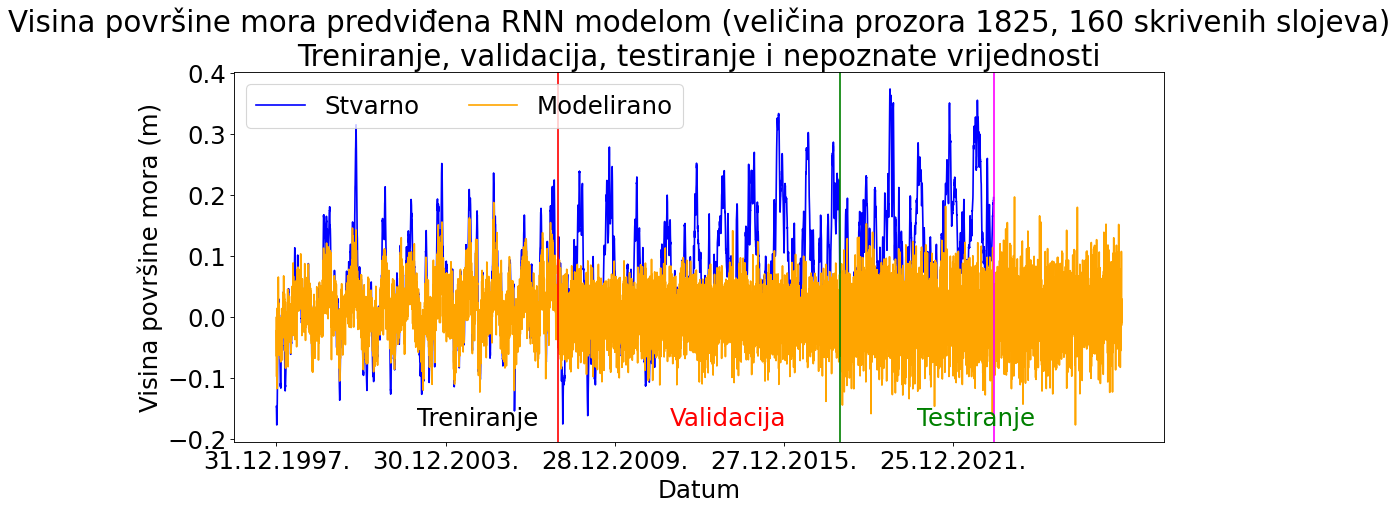 Visina površine mora predviđena RNN modelom (veličina prozora 1825, 160 skrivenih slojeva)
Treniranje, validacija, testiranje i nepoznate vrijednosti
Stvarno Modelirano
Visina površine mora (m)
0.4
0.3
0.2
0.1
0.0
−0.1
−0.2
Treniranje Validacija Testiranje
31.12.1997. 30.12.2003. 28.12.2009. 27.12.2015. 25.12.2021.
Datum